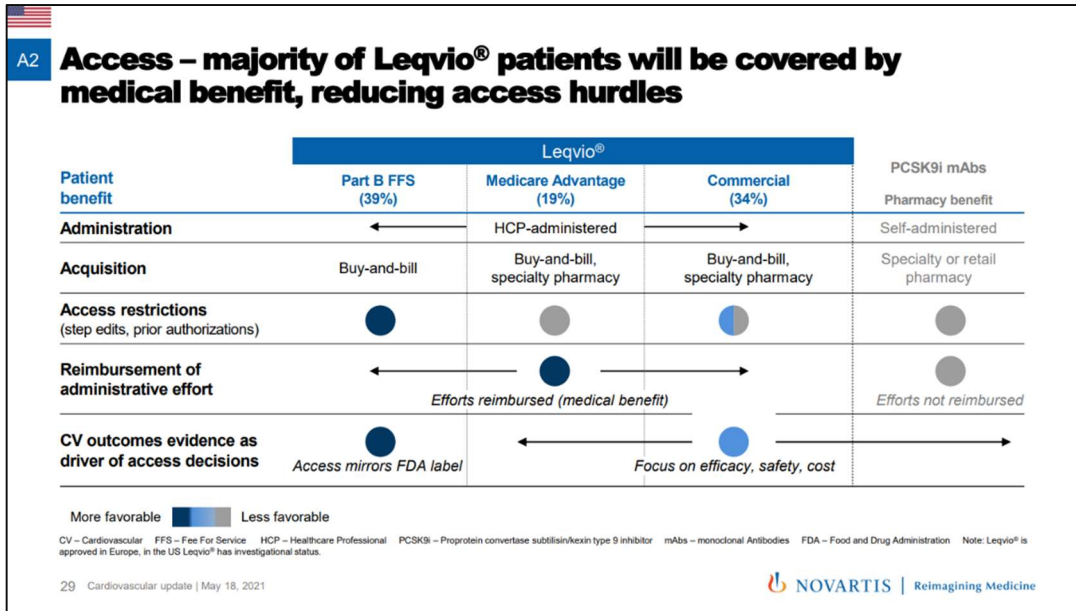 A2
Access – majority of Leqvio® patients will be covered by
medical benefit, reducing access hurdles
Leqvio®
PCSK9i mAbs
Patient
benefit
Part B FFS
(39%)
Medicare Advantage
(19%)
Commercial
(34%)
Pharmacy benefit
Administration
HCP-administered
Self-administered
Acquisition
Buy-and-bill
Buy-and-bill,
specialty pharmacy
Buy-and-bill,
specialty pharmacy
Specialty or retail
pharmacy
Access restrictions
(step edits, prior authorizations)
Reimbursement of
administrative effort
Efforts reimbursed (medical benefit)
Efforts not reimbursed
CV outcomes evidence as
driver of access decisions
Access mirrors FDA label
Focus on efficacy, safety, cost
More favorable
Less favorable
CV – Cardiovascular FFS – Fee For Service HCP – Healthcare Professional PCSK9i – Proprotein convertase subtilisin/kexin type 9 inhibitor mAbs – monoclonal Antibodies FDA – Food and Drug Administration Note: Leqvio® is
approved in Europe, in the US Leqvio® has investigational status.
29 Cardiovascular update | May 18, 2021
NOVARTIS | Reimagining Medicine